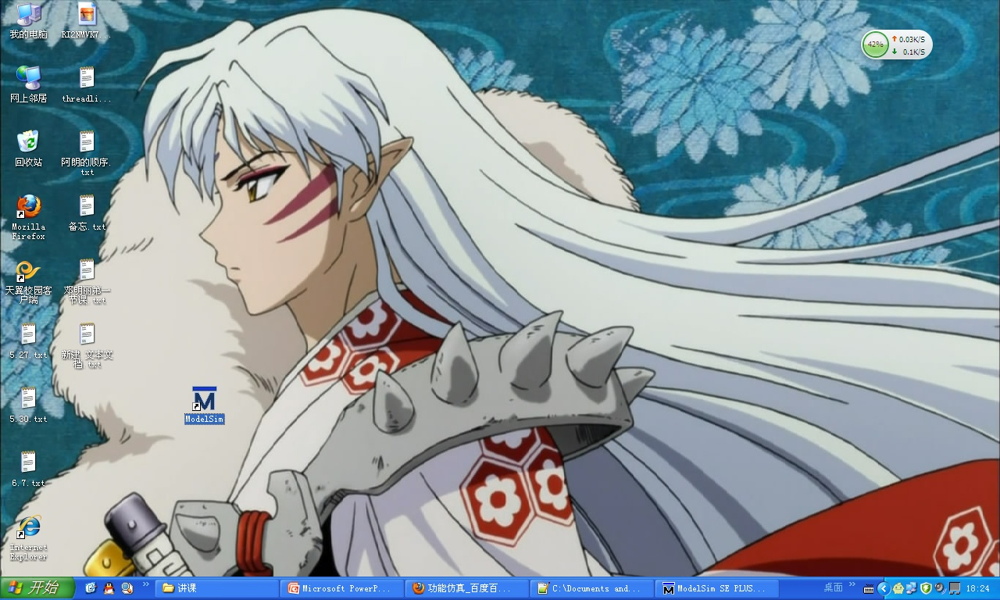 我的电脑
RI2NMVK7...
网上邻居
threadli...
回收站
阿朗的顺序.
txt
Mozilla
Firefox
备忘.txt
天翼校园客
户端
邓明丽第一
节课.txt
5.27.txt
新建 文本文
档.txt
5.30.txt
ModelSim
6.7.txt
Internet
Explorer
42%
0.03K/S
0.1K/S
开始
讲课
Microsoft PowerP...
功能仿真_百度百...
C:\Documents and...
ModelSim SE PLUS...
桌面
18:24